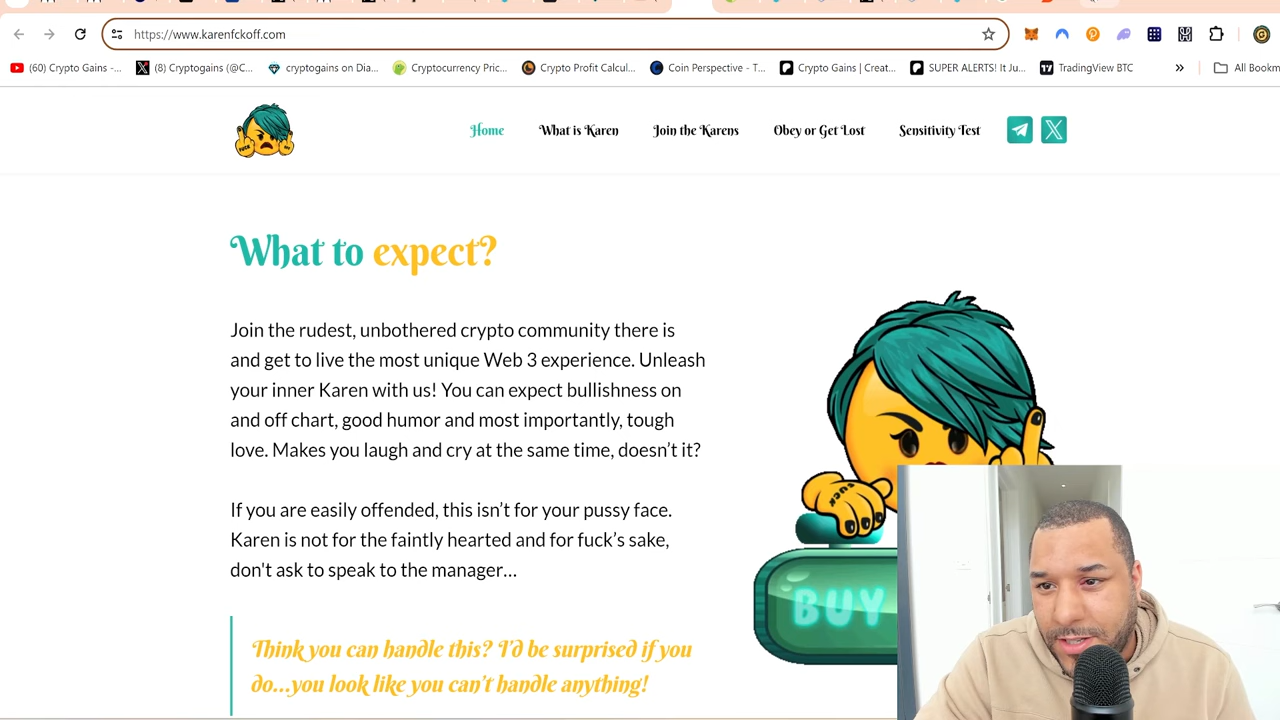 https://www.karenfckoff.com
(60) Crypto Gains -...
(8) Cryptogains (@C...
cryptogains on Dia...
Cryptocurrency Pric...
Crypto Profit Calcul...
Coin Perspective - T...
Crypto Gains | Creat...
SUPER ALERTS! It Ju...
TradingView BTC
»
All Bookm
Home
What is Karen
Join the Karens
Obey or Get Lost
Sensitivity Test
What to expect?
Join the rudest, unbothered crypto community there is
and get to live the most unique Web 3 experience. Unleash
your inner Karen with us! You can expect bullishness on
and off chart, good humor and most importantly, tough
love. Makes you laugh and cry at the same time, doesn’t it?
If you are easily offended, this isn’t for your pussy face.
Karen is not for the faintly hearted and for fuck’s sake,
don't ask to speak to the manager…
FUCK
BUY
Think you can handle this? I’d be surprised if you
do…you look like you can’t handle anything!